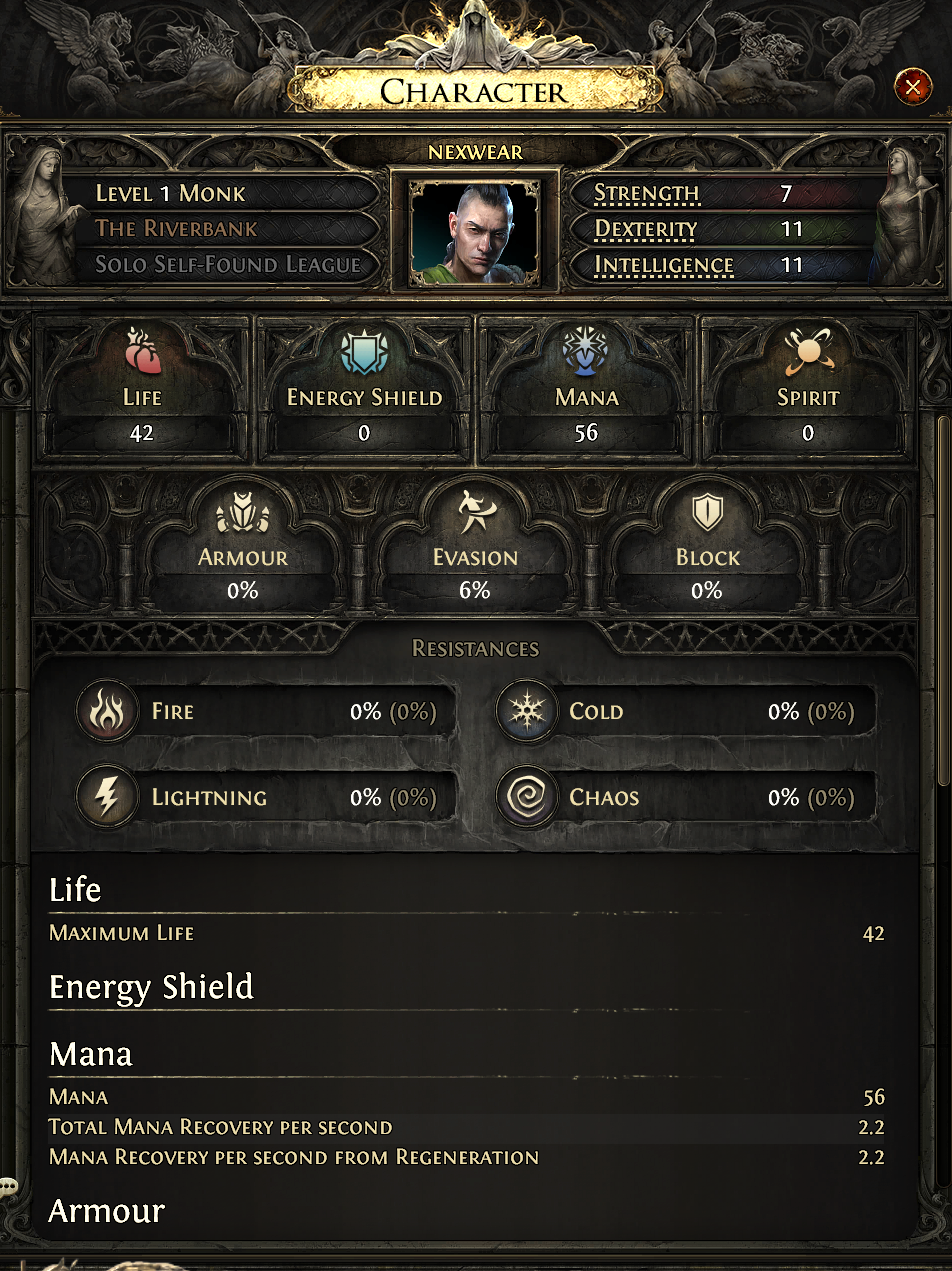 Character
Nexwear
Level 1 Monk
The Riverbank
Solo Self-Found League
Strength 7
Dexterity 11
Intelligence 11
Life Energy Shield Mana Spirit
42 0 56 0
Armour Evasion Block
0% 6% 0%
Resistances
Fire 0% (0%) Cold 0% (0%)
Lightning 0% (0%) Chaos 0% (0%)
Life
Maximum Life 42
Energy Shield
Mana
Mana 56
Total Mana Recovery per second 2.2
Mana Recovery per second from Regeneration 2.2
Armour